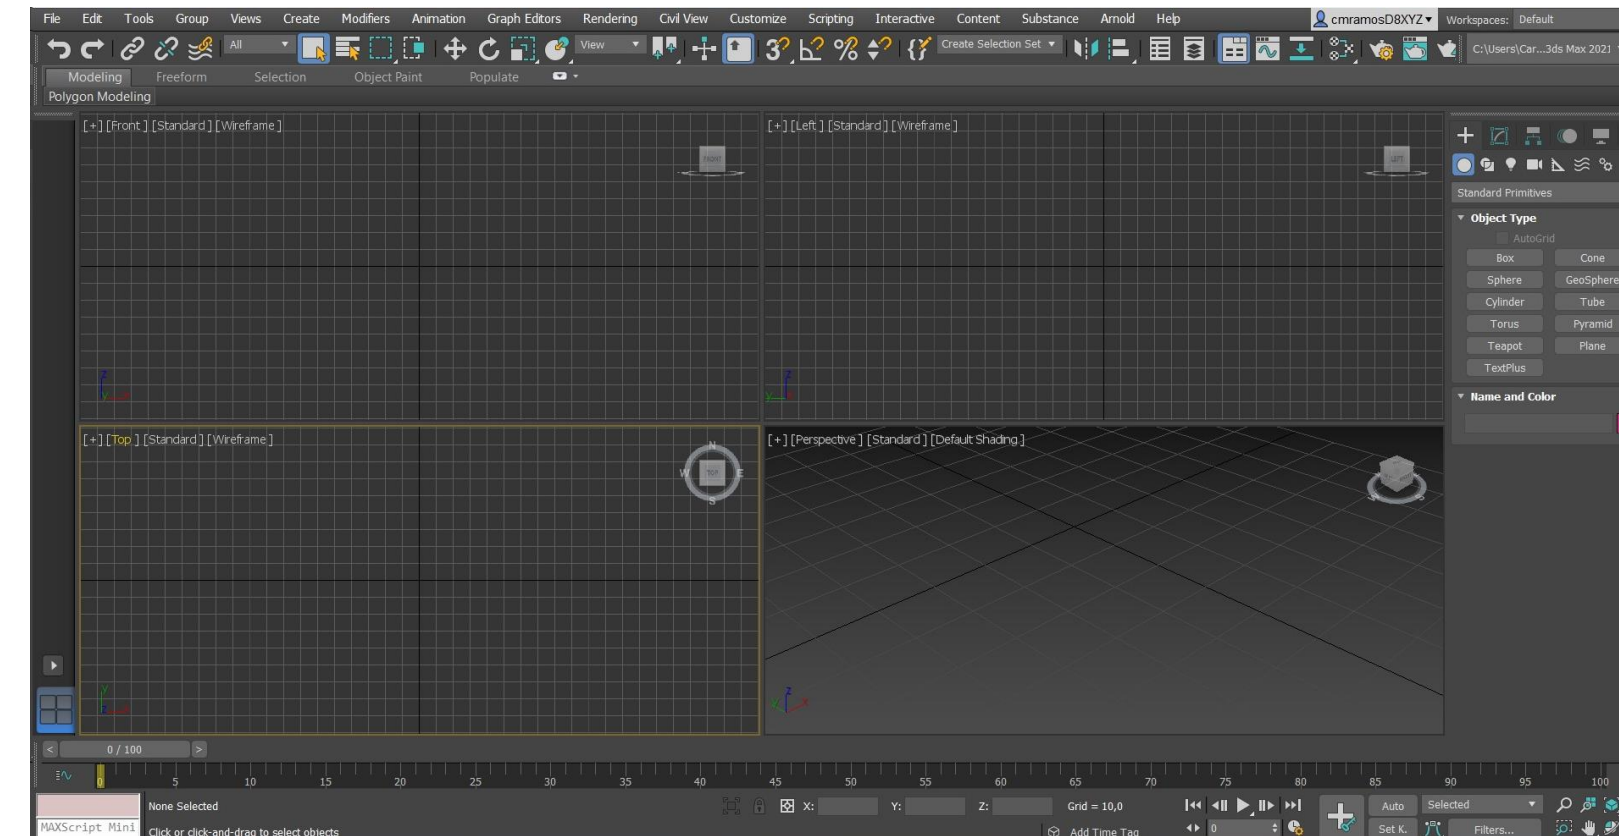 File Edit Tools Group Views Create Modifiers Animation Graph Editors Rendering Civil View Customize Scripting Interactive Content Substance Arnold Help cmramosD8XYZ Workspaces: Default
All View Create Selection Set C:\Users\Car...3ds Max 2021
Modeling Freeform Selection Object Paint Populate
Polygon Modeling
[+] [Front ] [Standard ] [Wireframe ]
FRONT
[+] [Left ] [Standard ] [Wireframe ]
LEFT
z
y x
z
y
Standard Primitives
Object Type
AutoGrid
Box Cone
Sphere GeoSphere
Cylinder Tube
Torus Pyramid
Teapot Plane
TextPlus
Name and Color
[+] [Top ] [Standard ] [Wireframe ]
N
W TOP E
S
[+] [Perspective ] [Standard ] [Default Shading ]
y
z x
z
y x
< 0 / 100 >
0 5 10 15 20 25 30 35 40 45 50 55 60 65 70 75 80 85 90 95 100
None Selected X: Y: Z: Grid = 10,0 Auto Selected
MAXScript Mini Click or click-and-drag to select objects Add Time Tag 0 Set K. Filters...